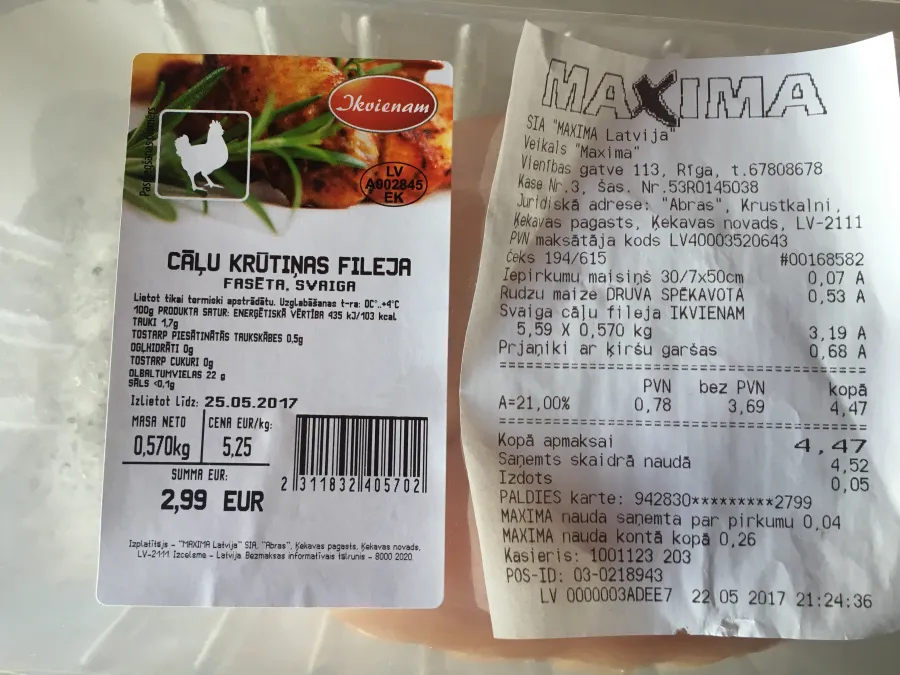 Ikvienam
LV
A002845
EK
CĀĻU KRŪTIŅAS FILEJA
FASĒTA, SVAIGA
Lietot tikai termiski apstrādātu. Uzglabāšanas t-ra: 0C°..+4°C
100g PRODUKTA SATUR: ENERĢĒTISKĀ VĒRTĪBA 435 kJ/103 kcal
TAUKI 1,7g
TOSTARP PIESĀTINĀTĀS TAUKSKĀBES 0,5g
OGĻHIDRĀTI 0g
TOSTARP CUKURI 0g
OLBALTUMVIELAS 22 g
SĀLS <0,1g
Izlietot līdz: 25.05.2017
MASA NETO
0,570kg
CENA EUR/kg:
5,25
SUMMA EUR:
2,99 EUR
2 311832 405702
Izplatītājs - "MAXIMA Latvija" SIA, "Abras", Ķekavas pagasts, Ķekavas novads,
LV-2111 Izcelsme - Latvija Bezmaksas informatīvais tālrunis - 8000 2020.
MAXIMA
SIA "MAXIMA Latvija"
Veikals "Maxima"
Vienības gatve 113, Rīga, t.67808678
Kase Nr.3, Šas. Nr.53R0145038
Juridiskā adrese: "Abras", Krustkalni,
Ķekavas pagasts, Ķekavas novads, LV-2111
PVN maksātāja kods LV40003520643
Čeks 194/615 #00168582
Iepirkumu maisiņš 30/7x50cm 0,07 A
Rudzu maize DRUVA SPĒKAVOTA 0,53 A
Svaiga cāļu fileja IKVIENAM
5,59 X 0,570 kg 3,19 A
Prjaņiki ar ķiršu garšas 0,68 A
PVN bez PVN kopā
A=21,00% 0,78 3,69 4,47
Kopā apmaksai 4,47
Saņemts skaidrā naudā 4,52
Izdots 0,05
PALDIES karte: 942830*********2799
MAXIMA nauda saņemta par pirkumu 0,04
MAXIMA nauda kontā kopā 0,26
Kasieris: 1001123 203
POS-ID: 03-0218943
LV 0000003ADEE7 22.05 2017 21:24:36